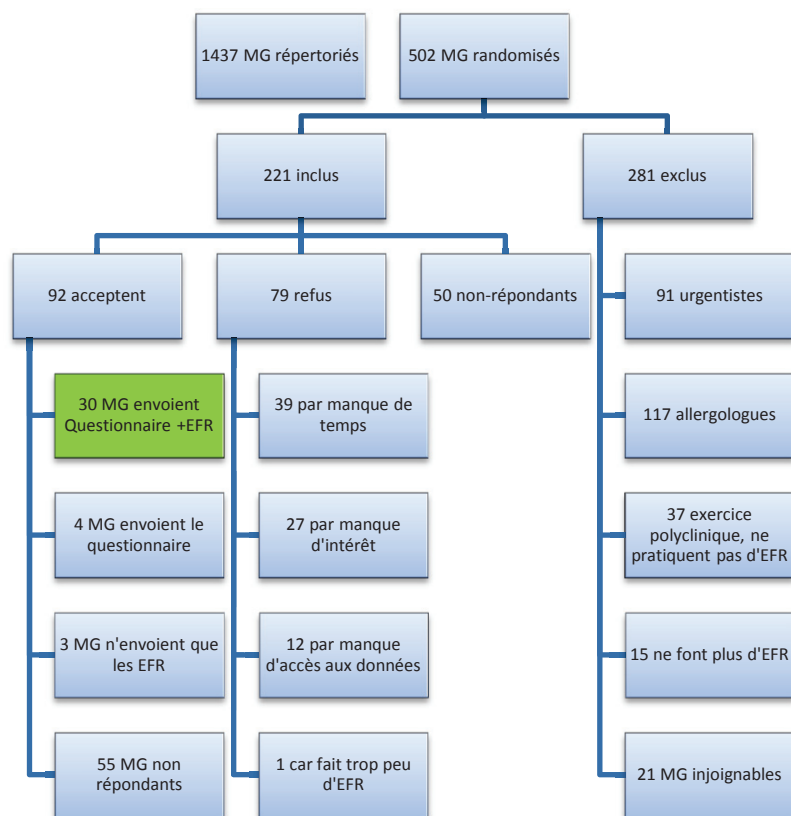 1437 MG répertoriés
502 MG randomisés
221 inclus
281 exclus
92 acceptent
79 refus
50 non-répondants
91 urgentistes
30 MG envoient
Questionnaire +EFR
39 par manque de
temps
117 allergologues
4 MG envoient le
questionnaire
27 par manque
d'intérêt
37 exercice
polyclinique, ne
pratiquent pas d'EFR
3 MG n'envoient que
les EFR
12 par manque
d'accès aux données
15 ne font plus d'EFR
55 MG non
répondants
1 car fait trop peu
d'EFR
21 MG injoignables